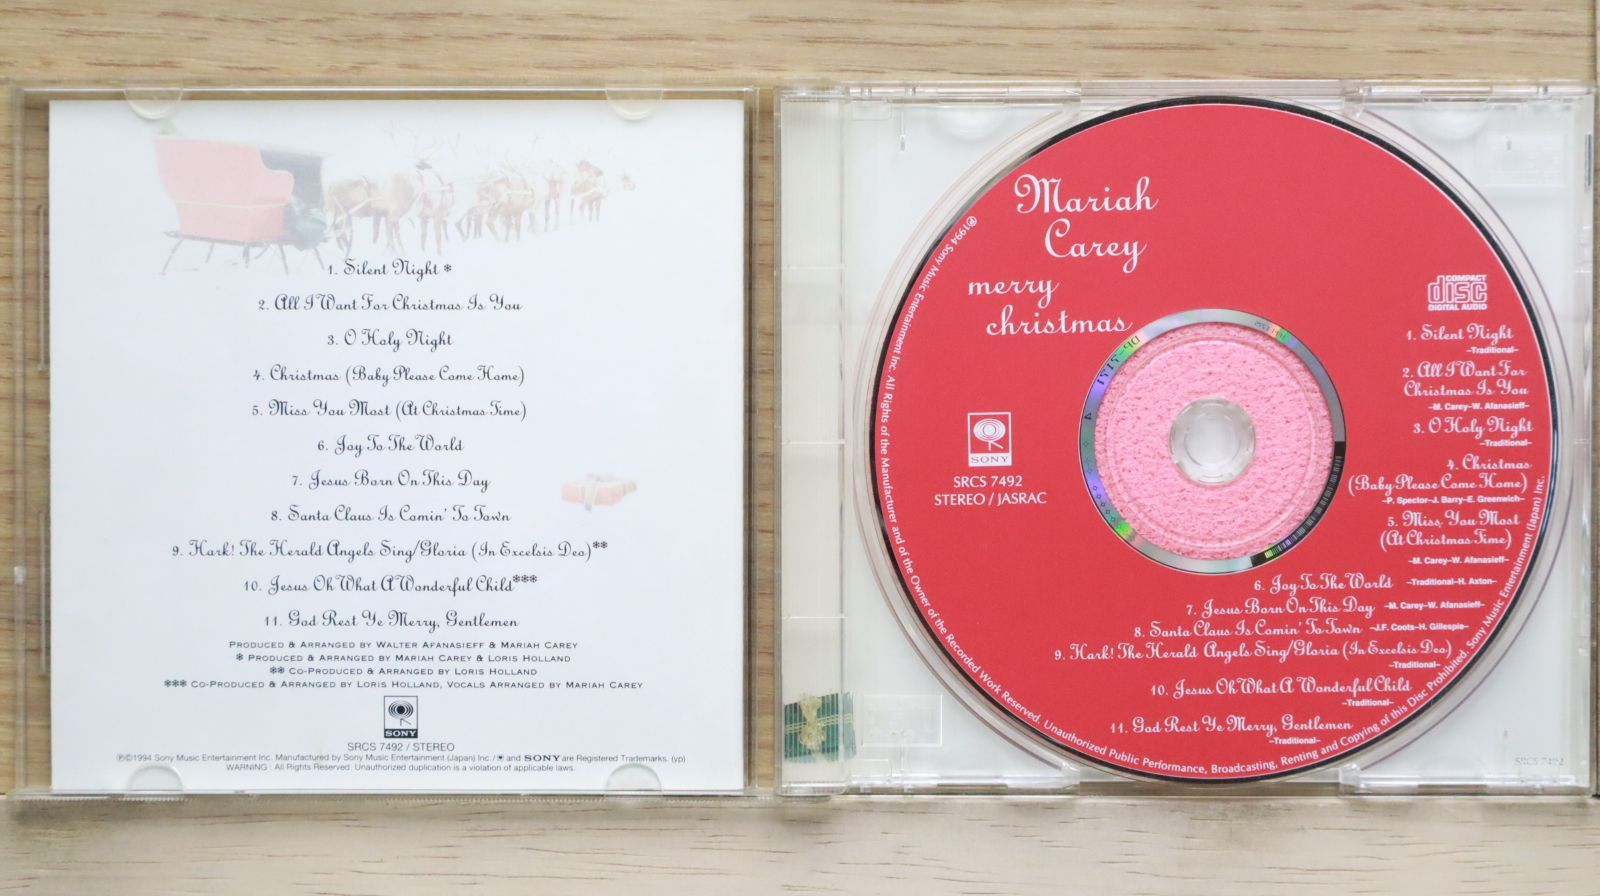 1. Silent Night *
2. All I Want For Christmas Is You
3. O Holy Night
4. Christmas (Baby Please Come Home)
5. Miss You Most (At Christmas Time)
6. Joy To The World
7. Jesus Born On This Day
8. Santa Claus Is Comin' To Town
9. Hark! The Herald Angels Sing/Gloria (In Excelsis Deo)**
10. Jesus Oh What A Wonderful Child***
11. God Rest Ye Merry, Gentlemen
PRODUCED & ARRANGED BY WALTER AFANASIEFF & MARIAH CAREY
* PRODUCED & ARRANGED BY MARIAH CAREY & LORIS HOLLAND
** CO-PRODUCED & ARRANGED BY LORIS HOLLAND
*** CO-PRODUCED & ARRANGED BY LORIS HOLLAND, VOCALS ARRANGED BY MARIAH CAREY
SONY
SRCS 7492 / STEREO
℗©1994 Sony Music Entertainment Inc. Manufactured by Sony Music Entertainment (Japan) Inc. / and SONY are Registered Trademarks. (yp)
WARNING : All Rights Reserved. Unauthorized duplication is a violation of applicable laws.
Mariah
Carey
merry
christmas
COMPACT
disc
DIGITAL AUDIO
SONY
SRCS 7492
STEREO / JASRAC
1. Silent Night
–Traditional–
2. All I Want For
Christmas Is You
–M. Carey–W. Afanasieff–
3. O Holy Night
–Traditional–
4. Christmas
(Baby Please Come Home)
–P. Spector–J. Barry–E. Greenwich–
5. Miss You Most
(At Christmas Time)
–M. Carey–W. Afanasieff–
6. Joy To The World –Traditional–H. Axton–
7. Jesus Born On This Day –M. Carey–W. Afanasieff–
8. Santa Claus Is Comin' To Town –J.F. Coots–H. Gillespie–
9. Hark! The Herald Angels Sing/Gloria (In Excelsis Deo)
–Traditional–
10. Jesus Oh What A Wonderful Child
–Traditional–
11. God Rest Ye Merry, Gentlemen
–Traditional–
℗1994 Sony Music Entertainment Inc. All Rights of the Manufacturer and of the Owner of the Recorded Work Reserved. Unauthorized Public Performance, Broadcasting, Renting and Copying of this Disc Prohibited. Sony Music Entertainment (Japan) Inc.
SRCS 7492